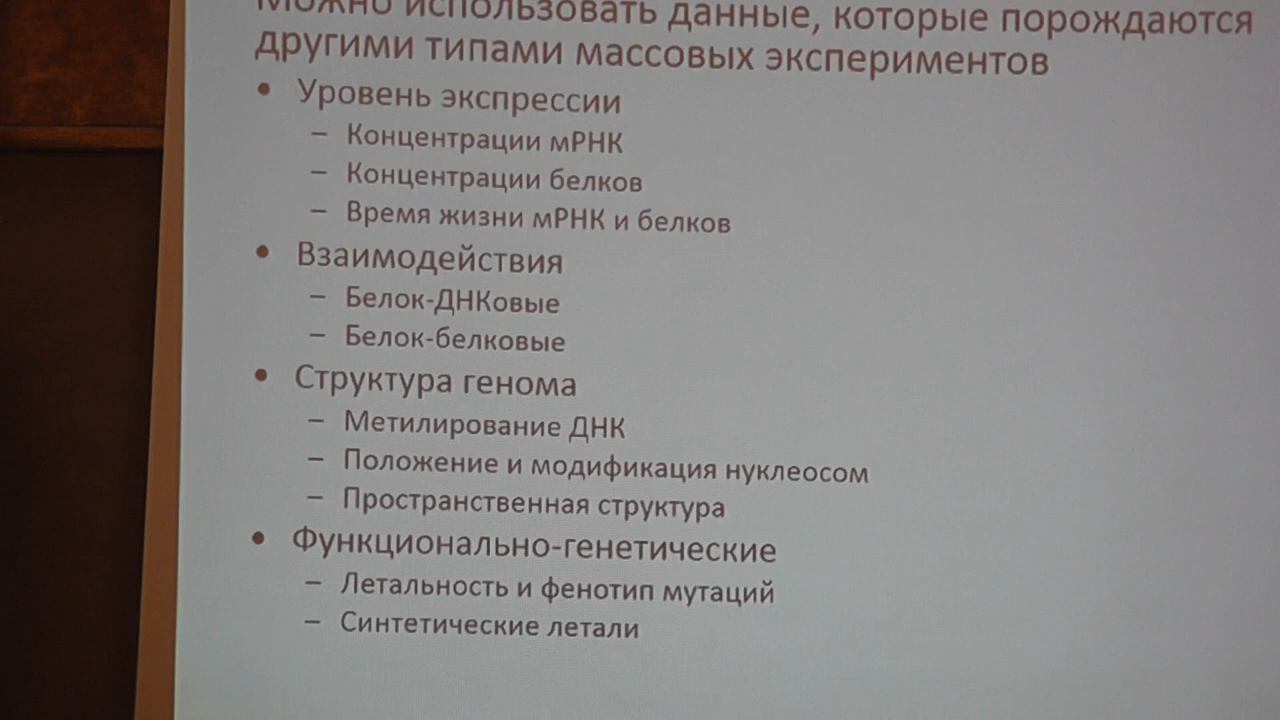 Можно использовать данные, которые порождаются
другими типами массовых экспериментов
• Уровень экспрессии
– Концентрации мРНК
– Концентрации белков
– Время жизни мРНК и белков
• Взаимодействия
– Белок-ДНКовые
– Белок-белковые
• Структура генома
– Метилирование ДНК
– Положение и модификация нуклеосом
– Пространственная структура
• Функционально-генетические
– Летальность и фенотип мутаций
– Синтетические летали